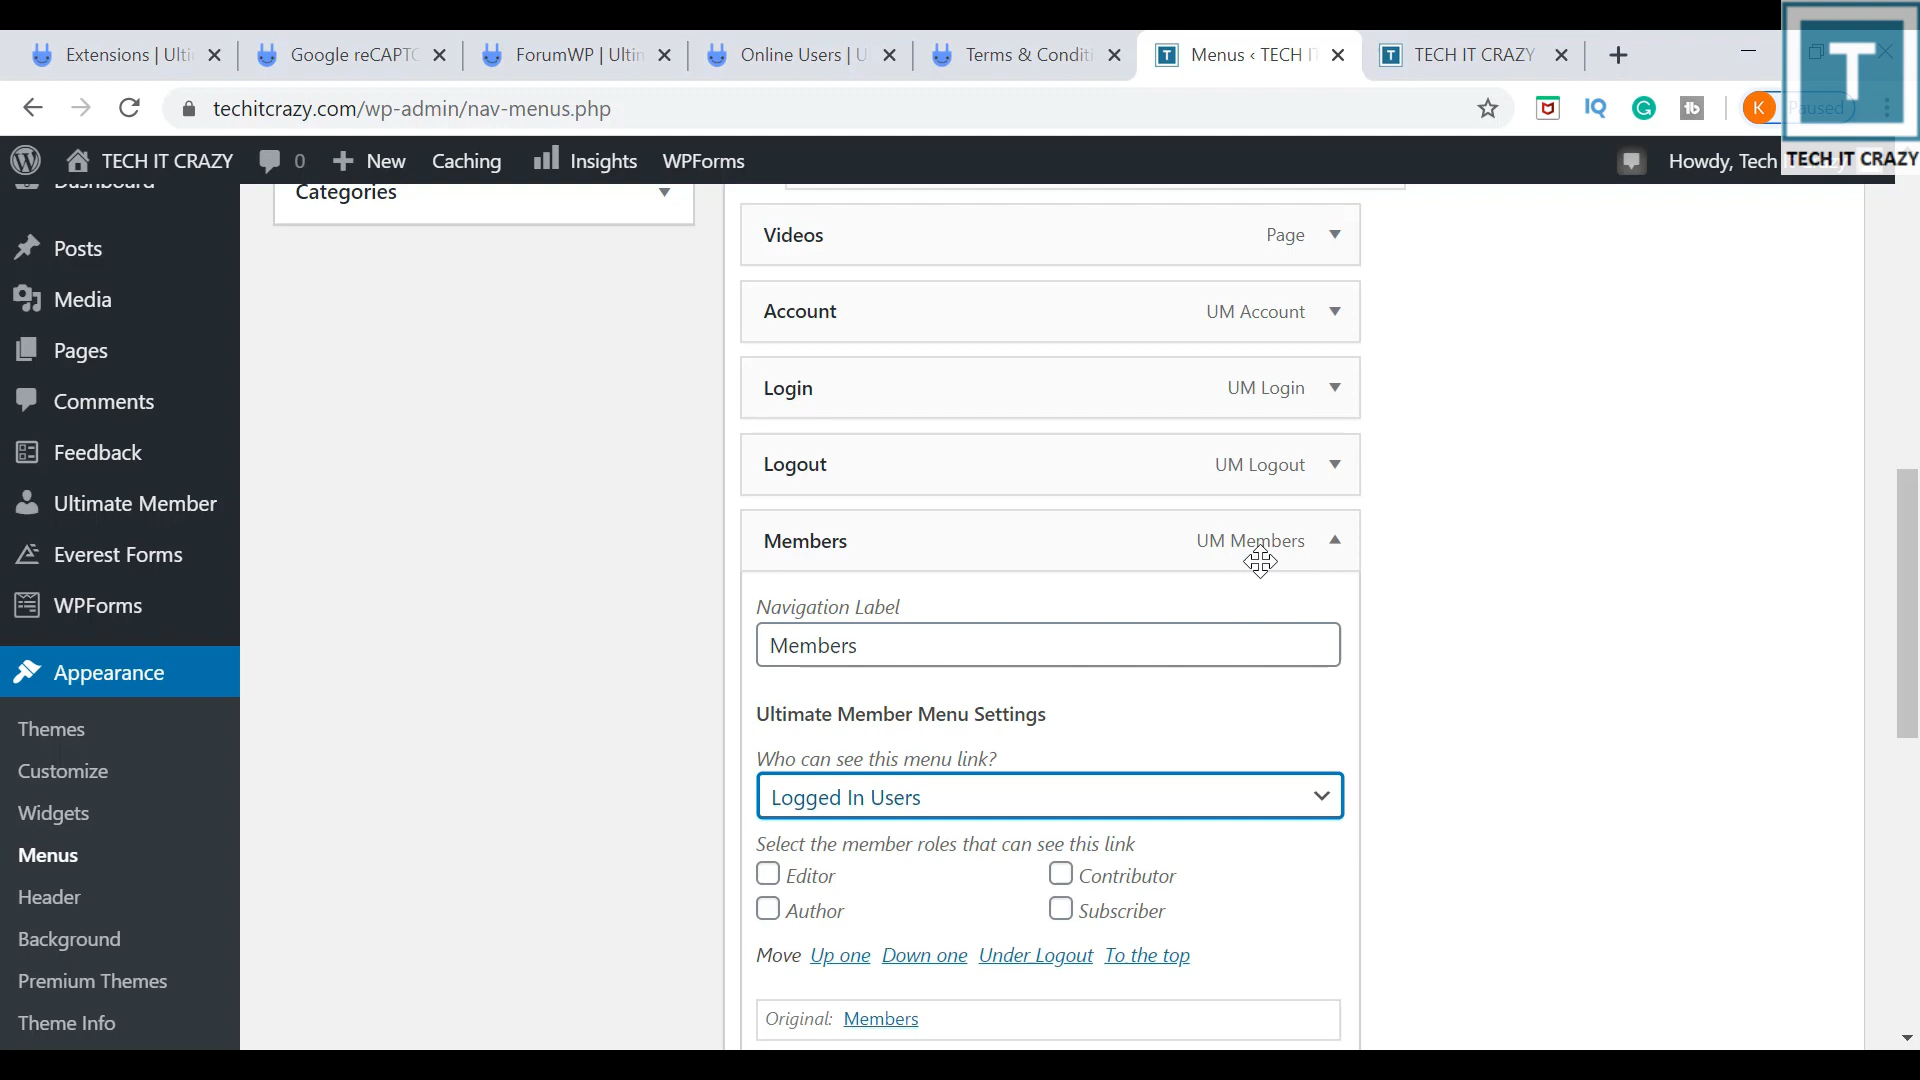 Extensions | Ulti
Google reCAPTC
ForumWP | Ultim
Online Users | U
Terms & Conditi
Menus ‹ TECH IT
TECH IT CRAZY
techitcrazy.com/wp-admin/nav-menus.php
K Paused
TECH IT CRAZY
0
New
Caching
Insights
WPForms
Howdy, Tech
T
TECH IT CRAZY
Dashboard
Posts
Media
Pages
Comments
Feedback
Ultimate Member
Everest Forms
WPForms
Appearance
Themes
Customize
Widgets
Menus
Header
Background
Premium Themes
Theme Info
Categories
Videos Page
Account UM Account
Login UM Login
Logout UM Logout
Members UM Members
Navigation Label
Members
Ultimate Member Menu Settings
Who can see this menu link?
Logged In Users
Select the member roles that can see this link
Editor Contributor
Author Subscriber
Move Up one Down one Under Logout To the top
Original: Members